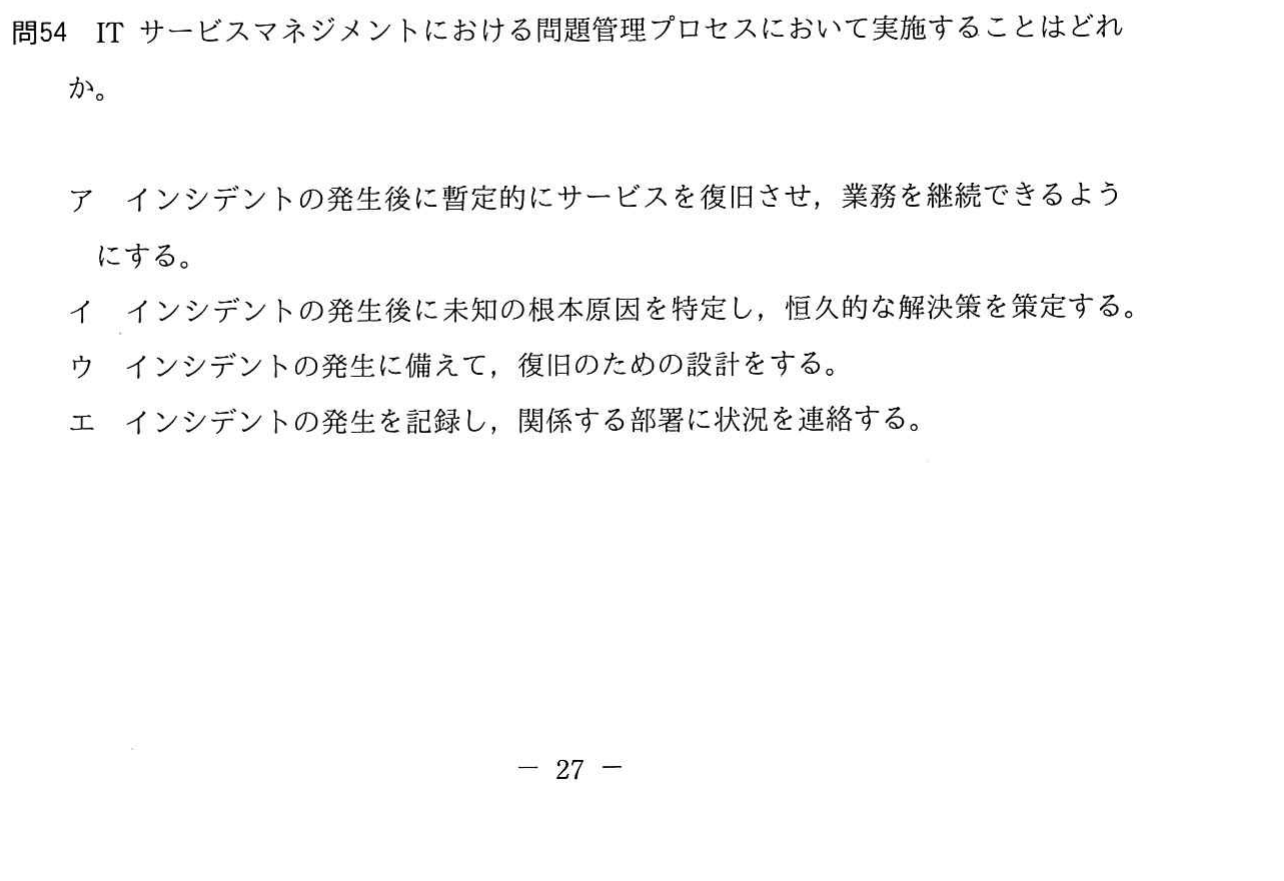 問54 IT サービスマネジメントにおける問題管理プロセスにおいて実施することはどれ
か。
ア インシデントの発生後に暫定的にサービスを復旧させ，業務を継続できるよう
にする。
イ インシデントの発生後に未知の根本原因を特定し，恒久的な解決策を策定する。
ウ インシデントの発生に備えて，復旧のための設計をする。
エ インシデントの発生を記録し，関係する部署に状況を連絡する。
－ 27 －